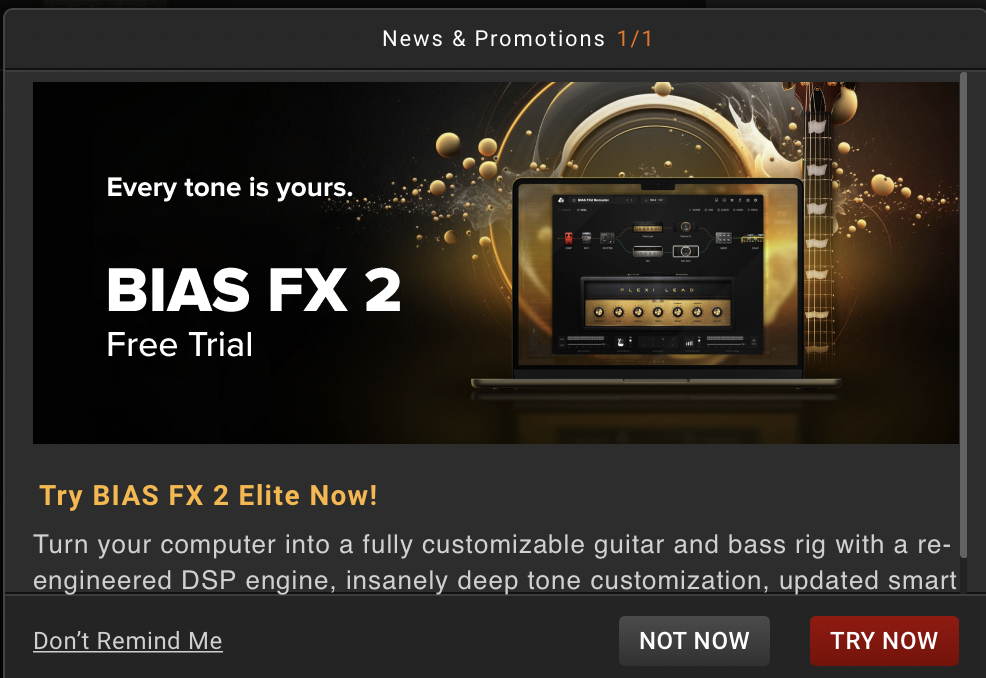 News & Promotions 1/1
Every tone is yours.
BIAS FX 2
Free Trial
PLEXI LEAD
Try BIAS FX 2 Elite Now!
Turn your computer into a fully customizable guitar and bass rig with a re-
engineered DSP engine, insanely deep tone customization, updated smart
Don’t Remind Me
NOT NOW
TRY NOW